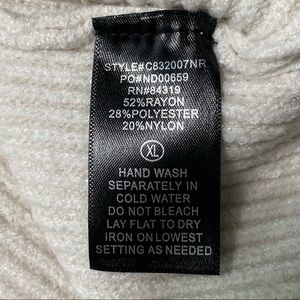 STYLE#C832007NR
PO#ND00659
RN#84319
52%RAYON
28%POLYESTER
20%NYLON
XL
HAND WASH
SEPARATELY IN
COLD WATER
DO NOT BLEACH
LAY FLAT TO DRY
IRON ON LOWEST
SETTING AS NEEDED